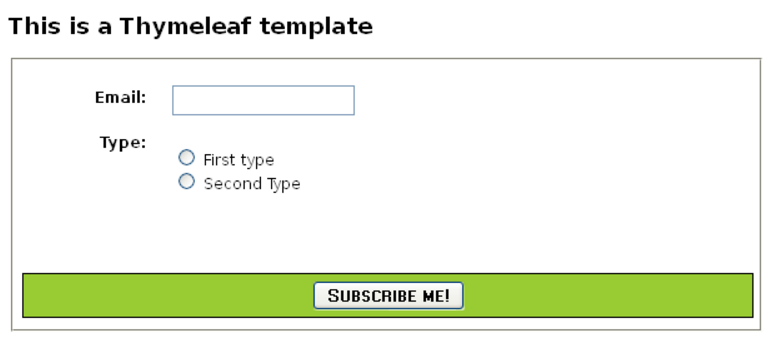 This is a Thymeleaf template
Email:
Type:
First type
Second Type
SUBSCRIBE ME!